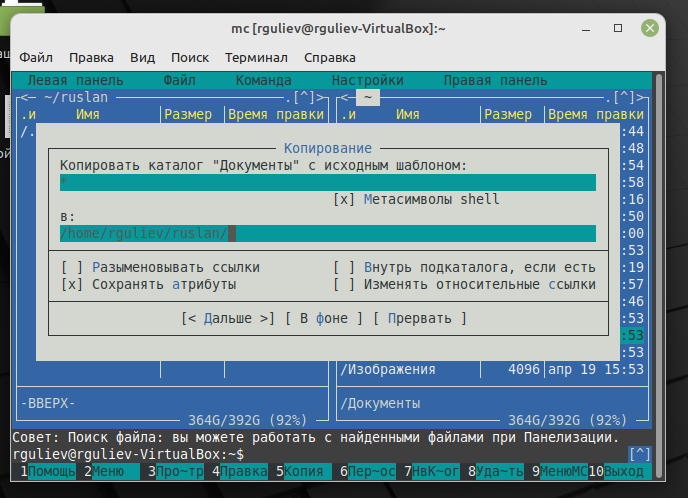 mc [rguliev@rguliev-VirtualBox]:~
Файл Правка Вид Поиск Терминал Справка
Левая панель Файл Команда Настройки Правая панель
<— ~/ruslan .[^]> <— ~ .[^]>
.и Имя Размер Время правки .и Имя Размер Время правки
/. :44
Копирование :48
Копировать каталог "Документы" с исходным шаблоном: :54
* :58
[x] Метасимволы shell :16
в: :50
/home/rguliev/ruslan/ :00
:53
[ ] Разыменовывать ссылки [ ] Внутрь подкаталога, если есть :19
[x] Сохранять атрибуты [ ] Изменять относительные ссылки :57
:46
[< Дальше >] [ В фоне ] [ Прервать ] :53
:53
:53
/Изображения 4096 апр 19 15:53
-ВВЕРХ- /Документы
364G/392G (92%) 364G/392G (92%)
Совет: Поиск файла: вы можете работать с найденными файлами при Панелизации.
rguliev@rguliev-VirtualBox:~$ [^]
1Помощь 2Меню 3Про~тр 4Правка 5Копия 6Пер~ос 7НвК~ог 8Уда~ть 9МенюМС 10Выход